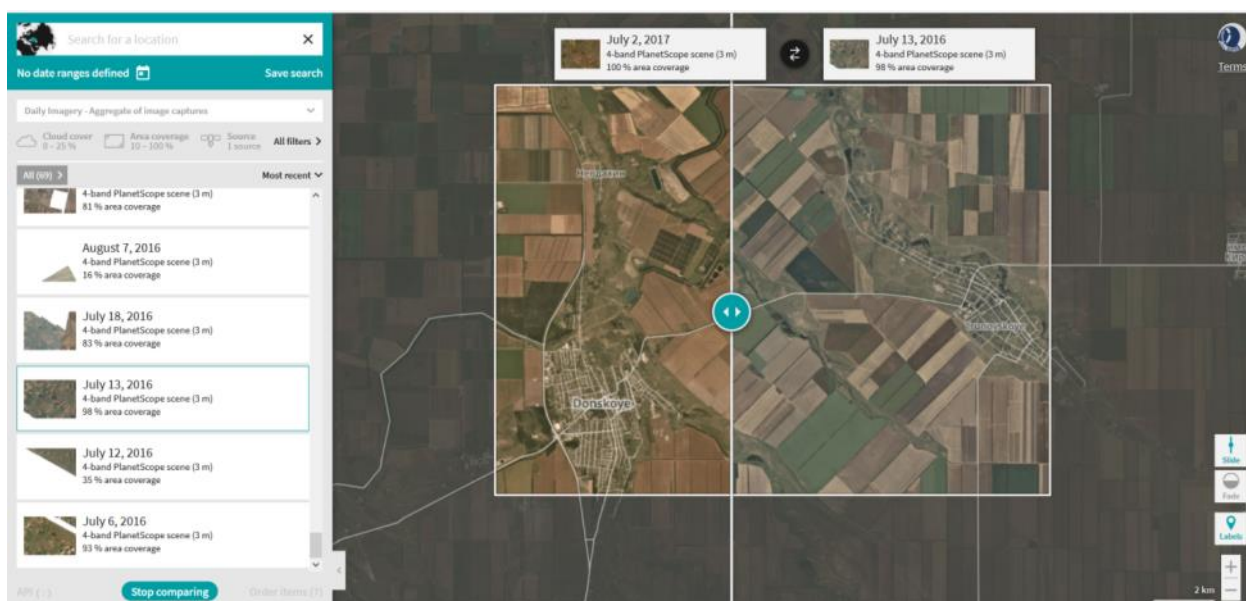 Search for a location
No date ranges defined
Save search
Daily Imagery - Aggregate of image captures
Cloud cover
0 - 25 %
Area coverage
10 - 100 %
Source
1 source
All filters
All (69)
Most recent
4-band PlanetScope scene (3 m)
81 % area coverage
August 7, 2016
4-band PlanetScope scene (3 m)
16 % area coverage
July 18, 2016
4-band PlanetScope scene (3 m)
83 % area coverage
July 13, 2016
4-band PlanetScope scene (3 m)
98 % area coverage
July 12, 2016
4-band PlanetScope scene (3 m)
35 % area coverage
July 6, 2016
4-band PlanetScope scene (3 m)
93 % area coverage
Stop comparing
Order items (7)
July 2, 2017
4-band PlanetScope scene (3 m)
100 % area coverage
July 13, 2016
4-band PlanetScope scene (3 m)
98 % area coverage
Terms
Donskoye
Slide
Fade
Labels
2 km